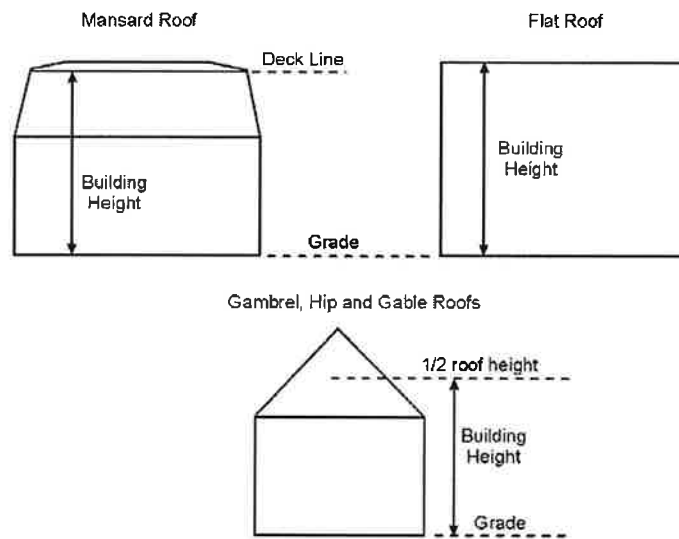 Mansard Roof
Flat Roof
Deck Line
Building
Height
Building
Height
Grade
Gambrel, Hip and Gable Roofs
1/2 roof height
Building
Height
Grade